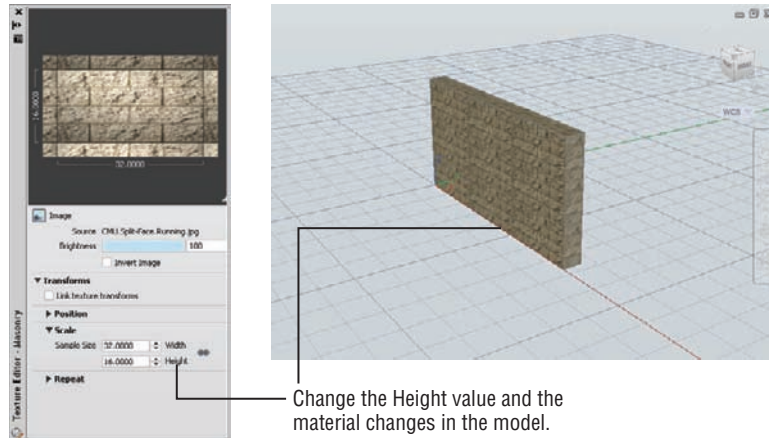 16.0000
32.0000
Image
Source CMU.Split-Face.Running.jpg
Brightness 100
Invert Image
Transforms
Link texture transforms
Position
Scale
Sample Size 32.0000 Width
16.0000 Height
Repeat
Texture Editor - Masonry
WCS
Change the Height value and the
material changes in the model.